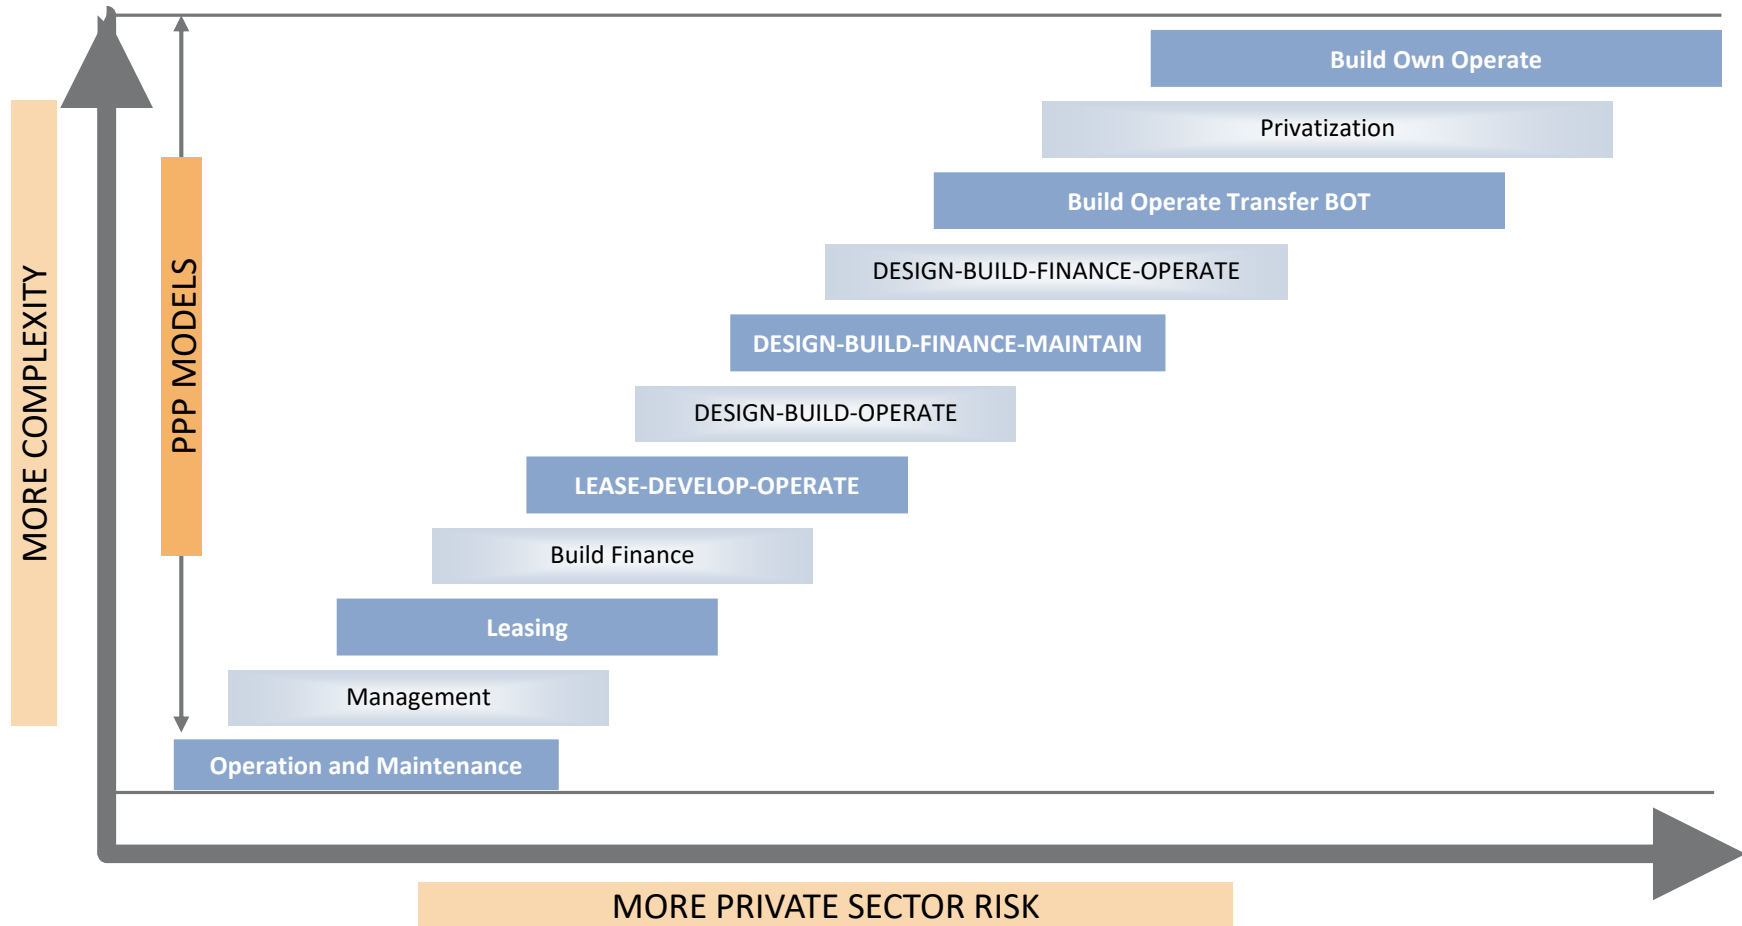 Build Own Operate
Privatization
Build Operate Transfer BOT
DESIGN-BUILD-FINANCE-OPERATE
DESIGN-BUILD-FINANCE-MAINTAIN
DESIGN-BUILD-OPERATE
LEASE-DEVELOP-OPERATE
Build Finance
Leasing
Management
Operation and Maintenance
MORE COMPLEXITY
PPP MODELS
MORE PRIVATE SECTOR RISK